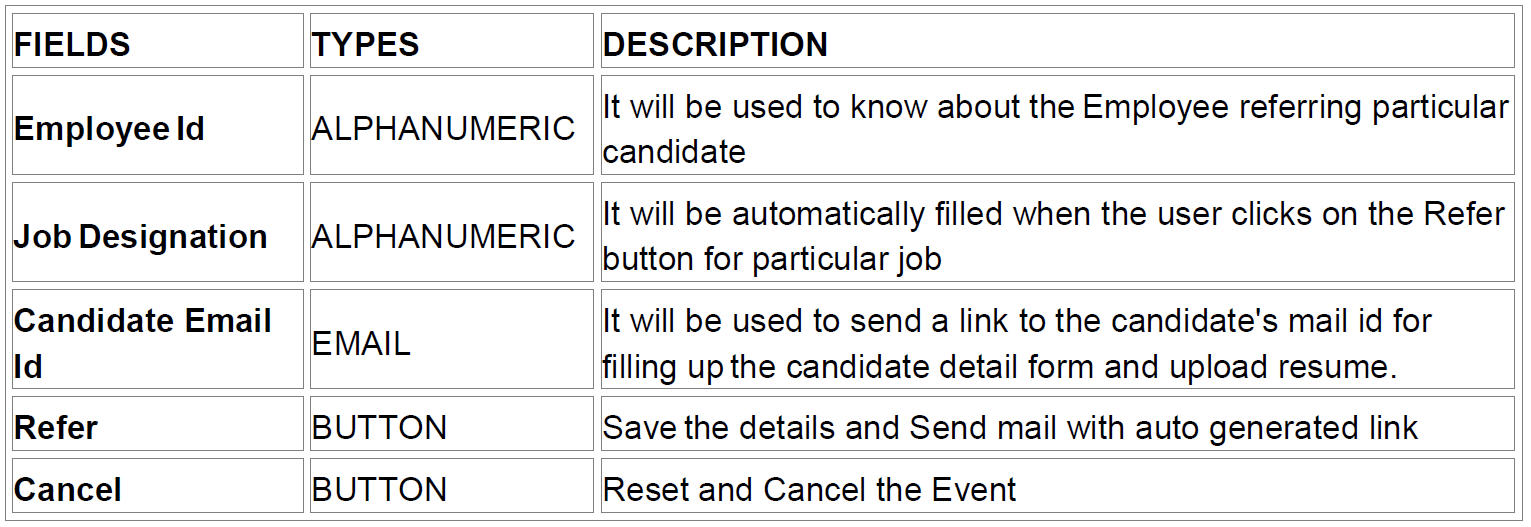 FIELDS TYPES DESCRIPTION
Employee Id ALPHANUMERIC It will be used to know about the Employee referring particular
candidate
Job Designation ALPHANUMERIC It will be automatically filled when the user clicks on the Refer
button for particular job
Candidate Email
Id
EMAIL
It will be used to send a link to the candidate's mail id for
filling up the candidate detail form and upload resume.
Refer BUTTON Save the details and Send mail with auto generated link
Cancel BUTTON Reset and Cancel the Event